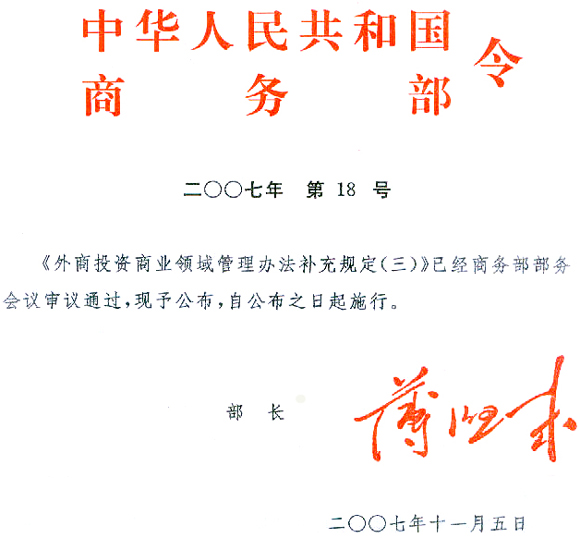 中华人民共和国
商务部令
二〇〇七年 第 18 号
《外商投资商业领域管理办法补充规定(三)》已经商务部部务
会议审议通过,现予公布,自公布之日起施行。
部 长 薄熙来
二〇〇七年十一月五日